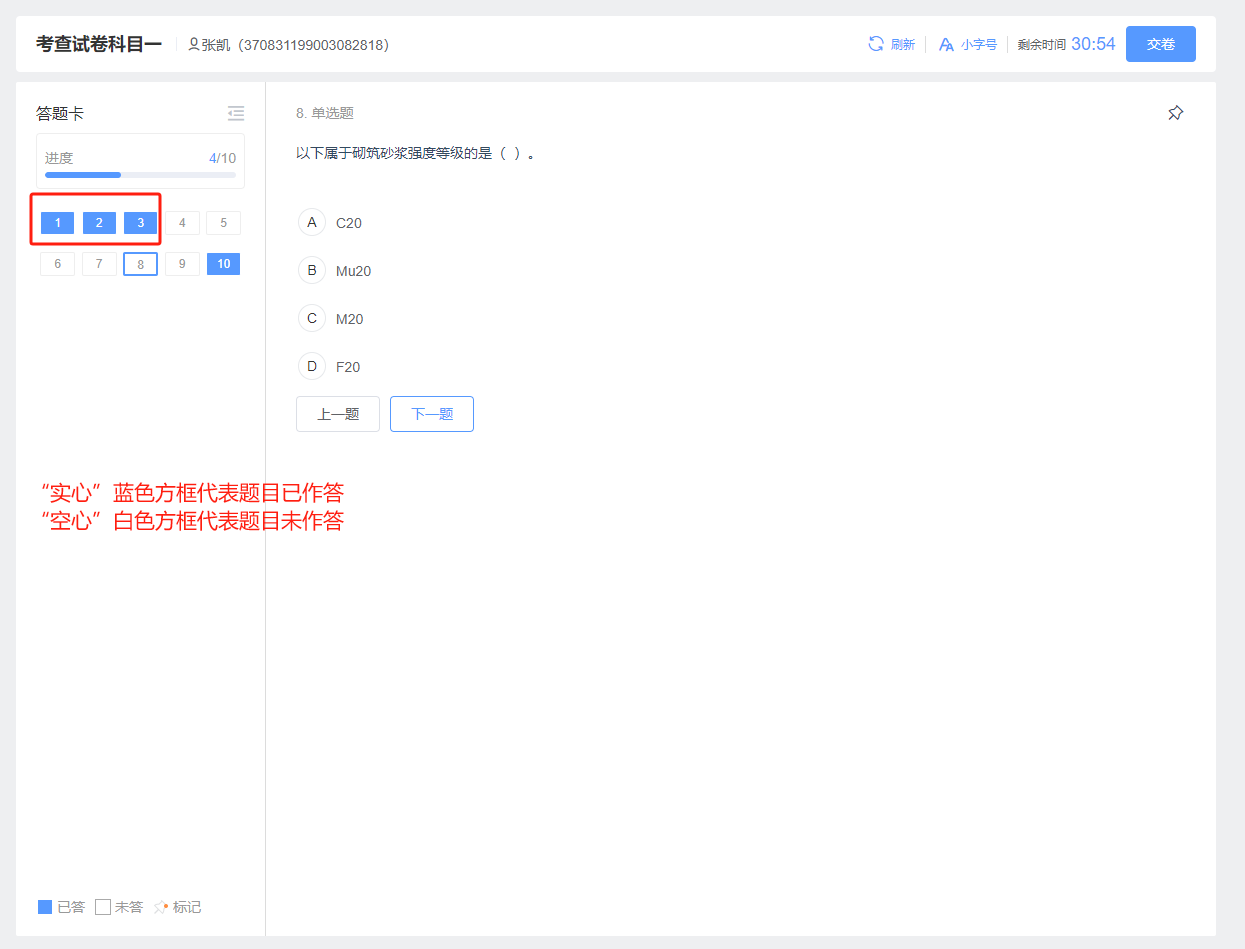 考查试卷科目一
张凯（370831199003082818）
刷新
小字号
剩余时间 30:54
交卷
答题卡
进度 4/10
1 2 3 4 5
6 7 8 9 10
8. 单选题
以下属于砌筑砂浆强度等级的是（ ）。
A C20
B Mu20
C M20
D F20
上一题 下一题
“实心”蓝色方框代表题目已作答
“空心”白色方框代表题目未作答
已答 未答 标记